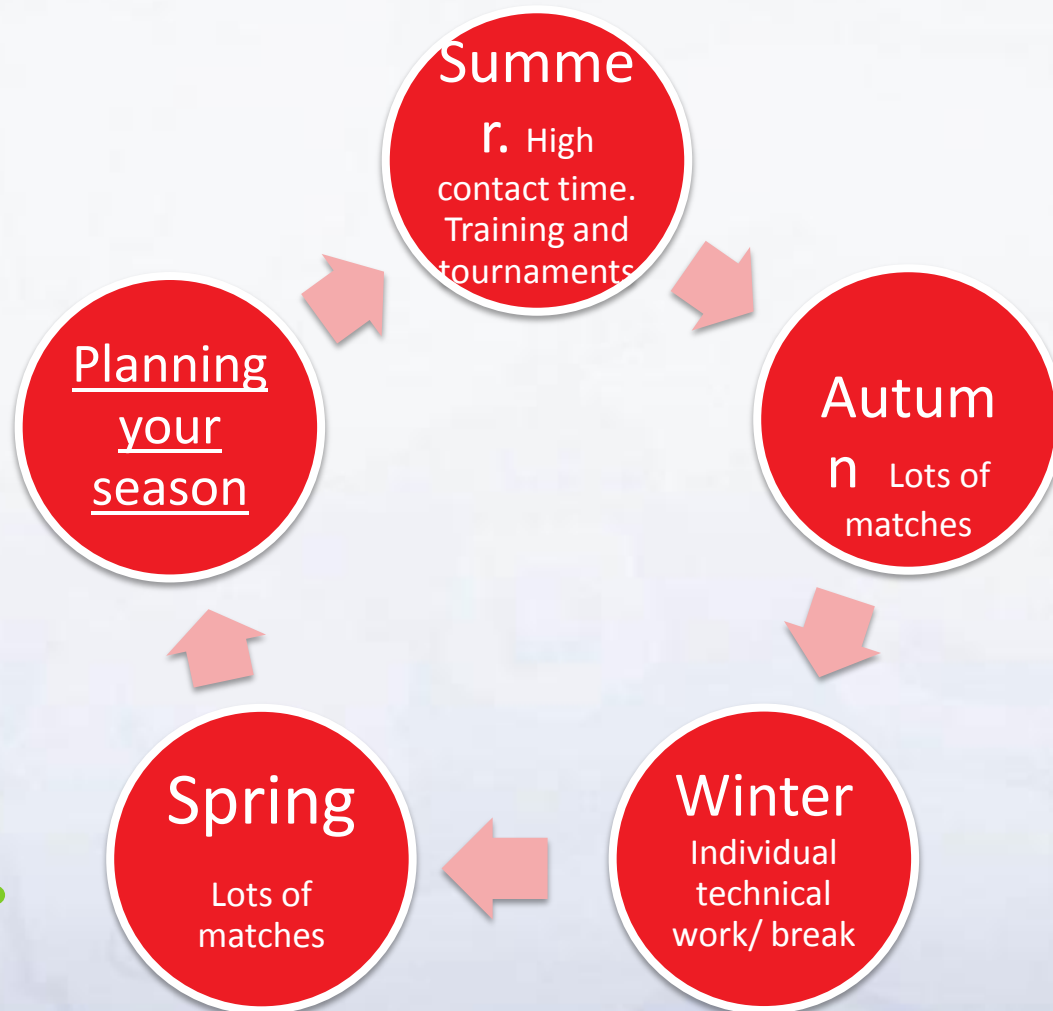 Summe
r. High
contact time.
Training and
tournaments
Autum
n Lots of
matches
Winter
Individual
technical
work/ break
Spring
Lots of
matches
Planning
your
season